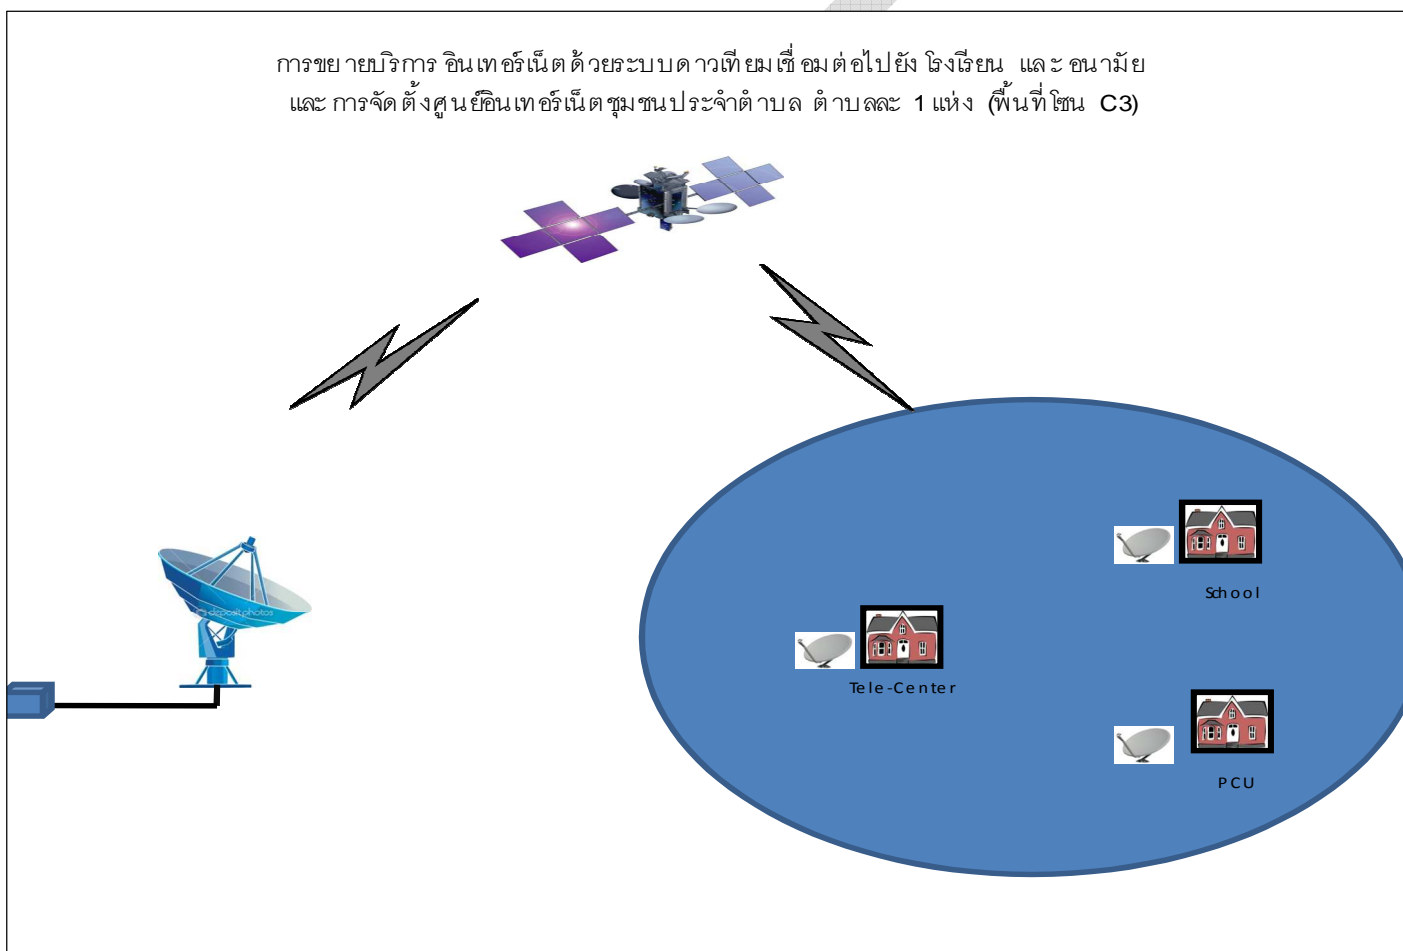 การขยายบริการ อินเทอร์เน็ตด้วยระบบดาวเทียมเชื่อมต่อไปยัง โรงเรียน และ อนามัย
และ การจัดตั้งศูนย์อินเทอร์เน็ตชุมชนประจำตำบล ตำบลละ 1 แห่ง (พื้นที่โซน C3)
depositphotos
School
Tele-Center
PCU